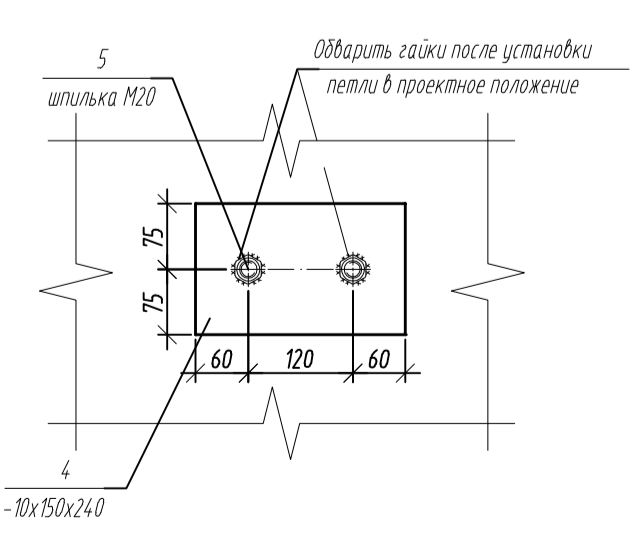 5
шпилька М20
Обварить гайки после установки
петли в проектное положение
75
75
60
120
60
4
-10х150х240